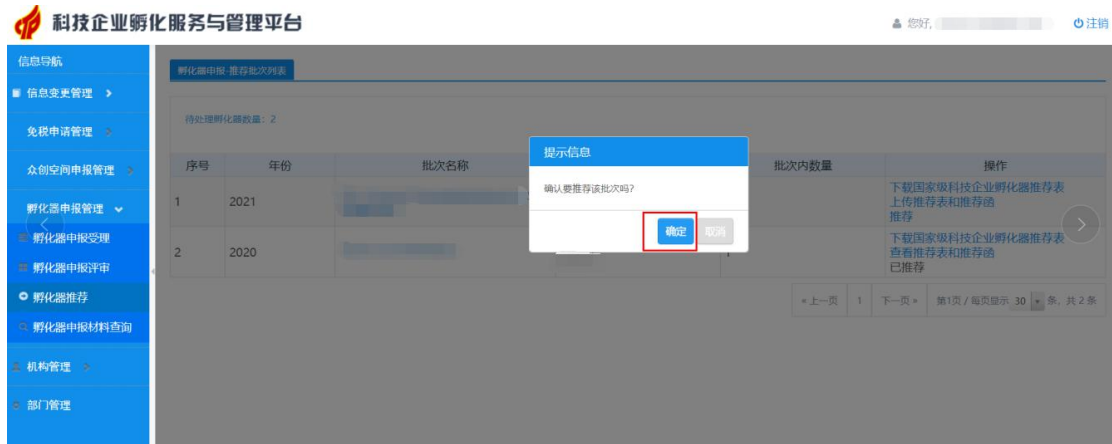 科技企业孵化服务与管理平台
您好,
注销
信息导航
信息变更管理
免税申请管理
众创空间申报管理
孵化器申报管理
孵化器申报受理
孵化器申报评审
孵化器推荐
孵化器申报材料查询
机构管理
部门管理
孵化器申报-推荐批次列表
待处理孵化器数量：2
序号 年份 批次名称 批次内数量 操作
1 2021 下载国家级科技企业孵化器推荐表
上传推荐表和推荐函
推荐
2 2020 下载国家级科技企业孵化器推荐表
查看推荐表和推荐函
已推荐
«上一页 1 下一页» 第1页 / 每页显示 30 条，共 2 条
提示信息
确认要推荐该批次吗?
确定 取消